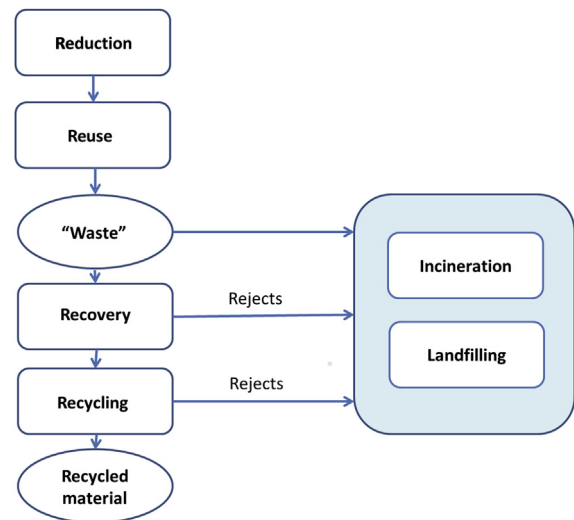 Reduction
Reuse
“Waste”
Incineration
Recovery
Rejects
Landfilling
Recycling
Rejects
Recycled
material